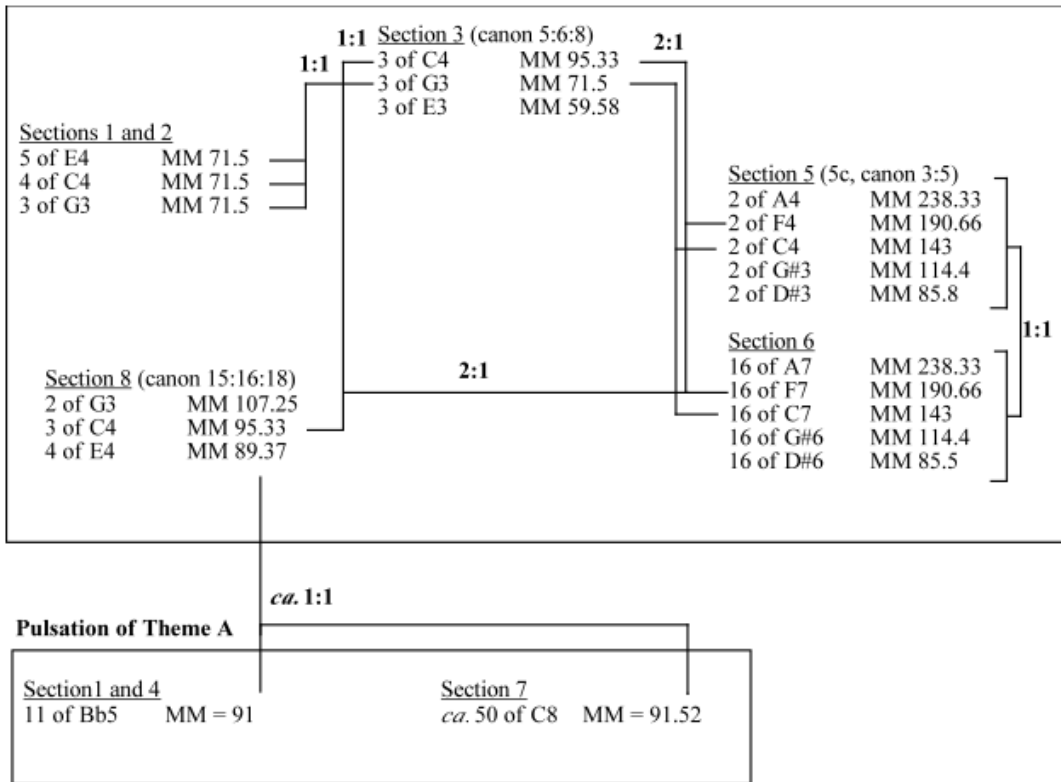 1:1
1:1
Section 3 (canon 5:6:8)
3 of C4 MM 95.33
3 of G3 MM 71.5
3 of E3 MM 59.58
2:1
Sections 1 and 2
5 of E4 MM 71.5
4 of C4 MM 71.5
3 of G3 MM 71.5
Section 5 (5c, canon 3:5)
2 of A4 MM 238.33
2 of F4 MM 190.66
2 of C4 MM 143
2 of G#3 MM 114.4
2 of D#3 MM 85.8
1:1
Section 6
16 of A7 MM 238.33
16 of F7 MM 190.66
16 of C7 MM 143
16 of G#6 MM 114.4
16 of D#6 MM 85.5
2:1
Section 8 (canon 15:16:18)
2 of G3 MM 107.25
3 of C4 MM 95.33
4 of E4 MM 89.37
ca. 1:1
Pulsation of Theme A
Section1 and 4
11 of Bb5 MM = 91
Section 7
ca. 50 of C8 MM = 91.52